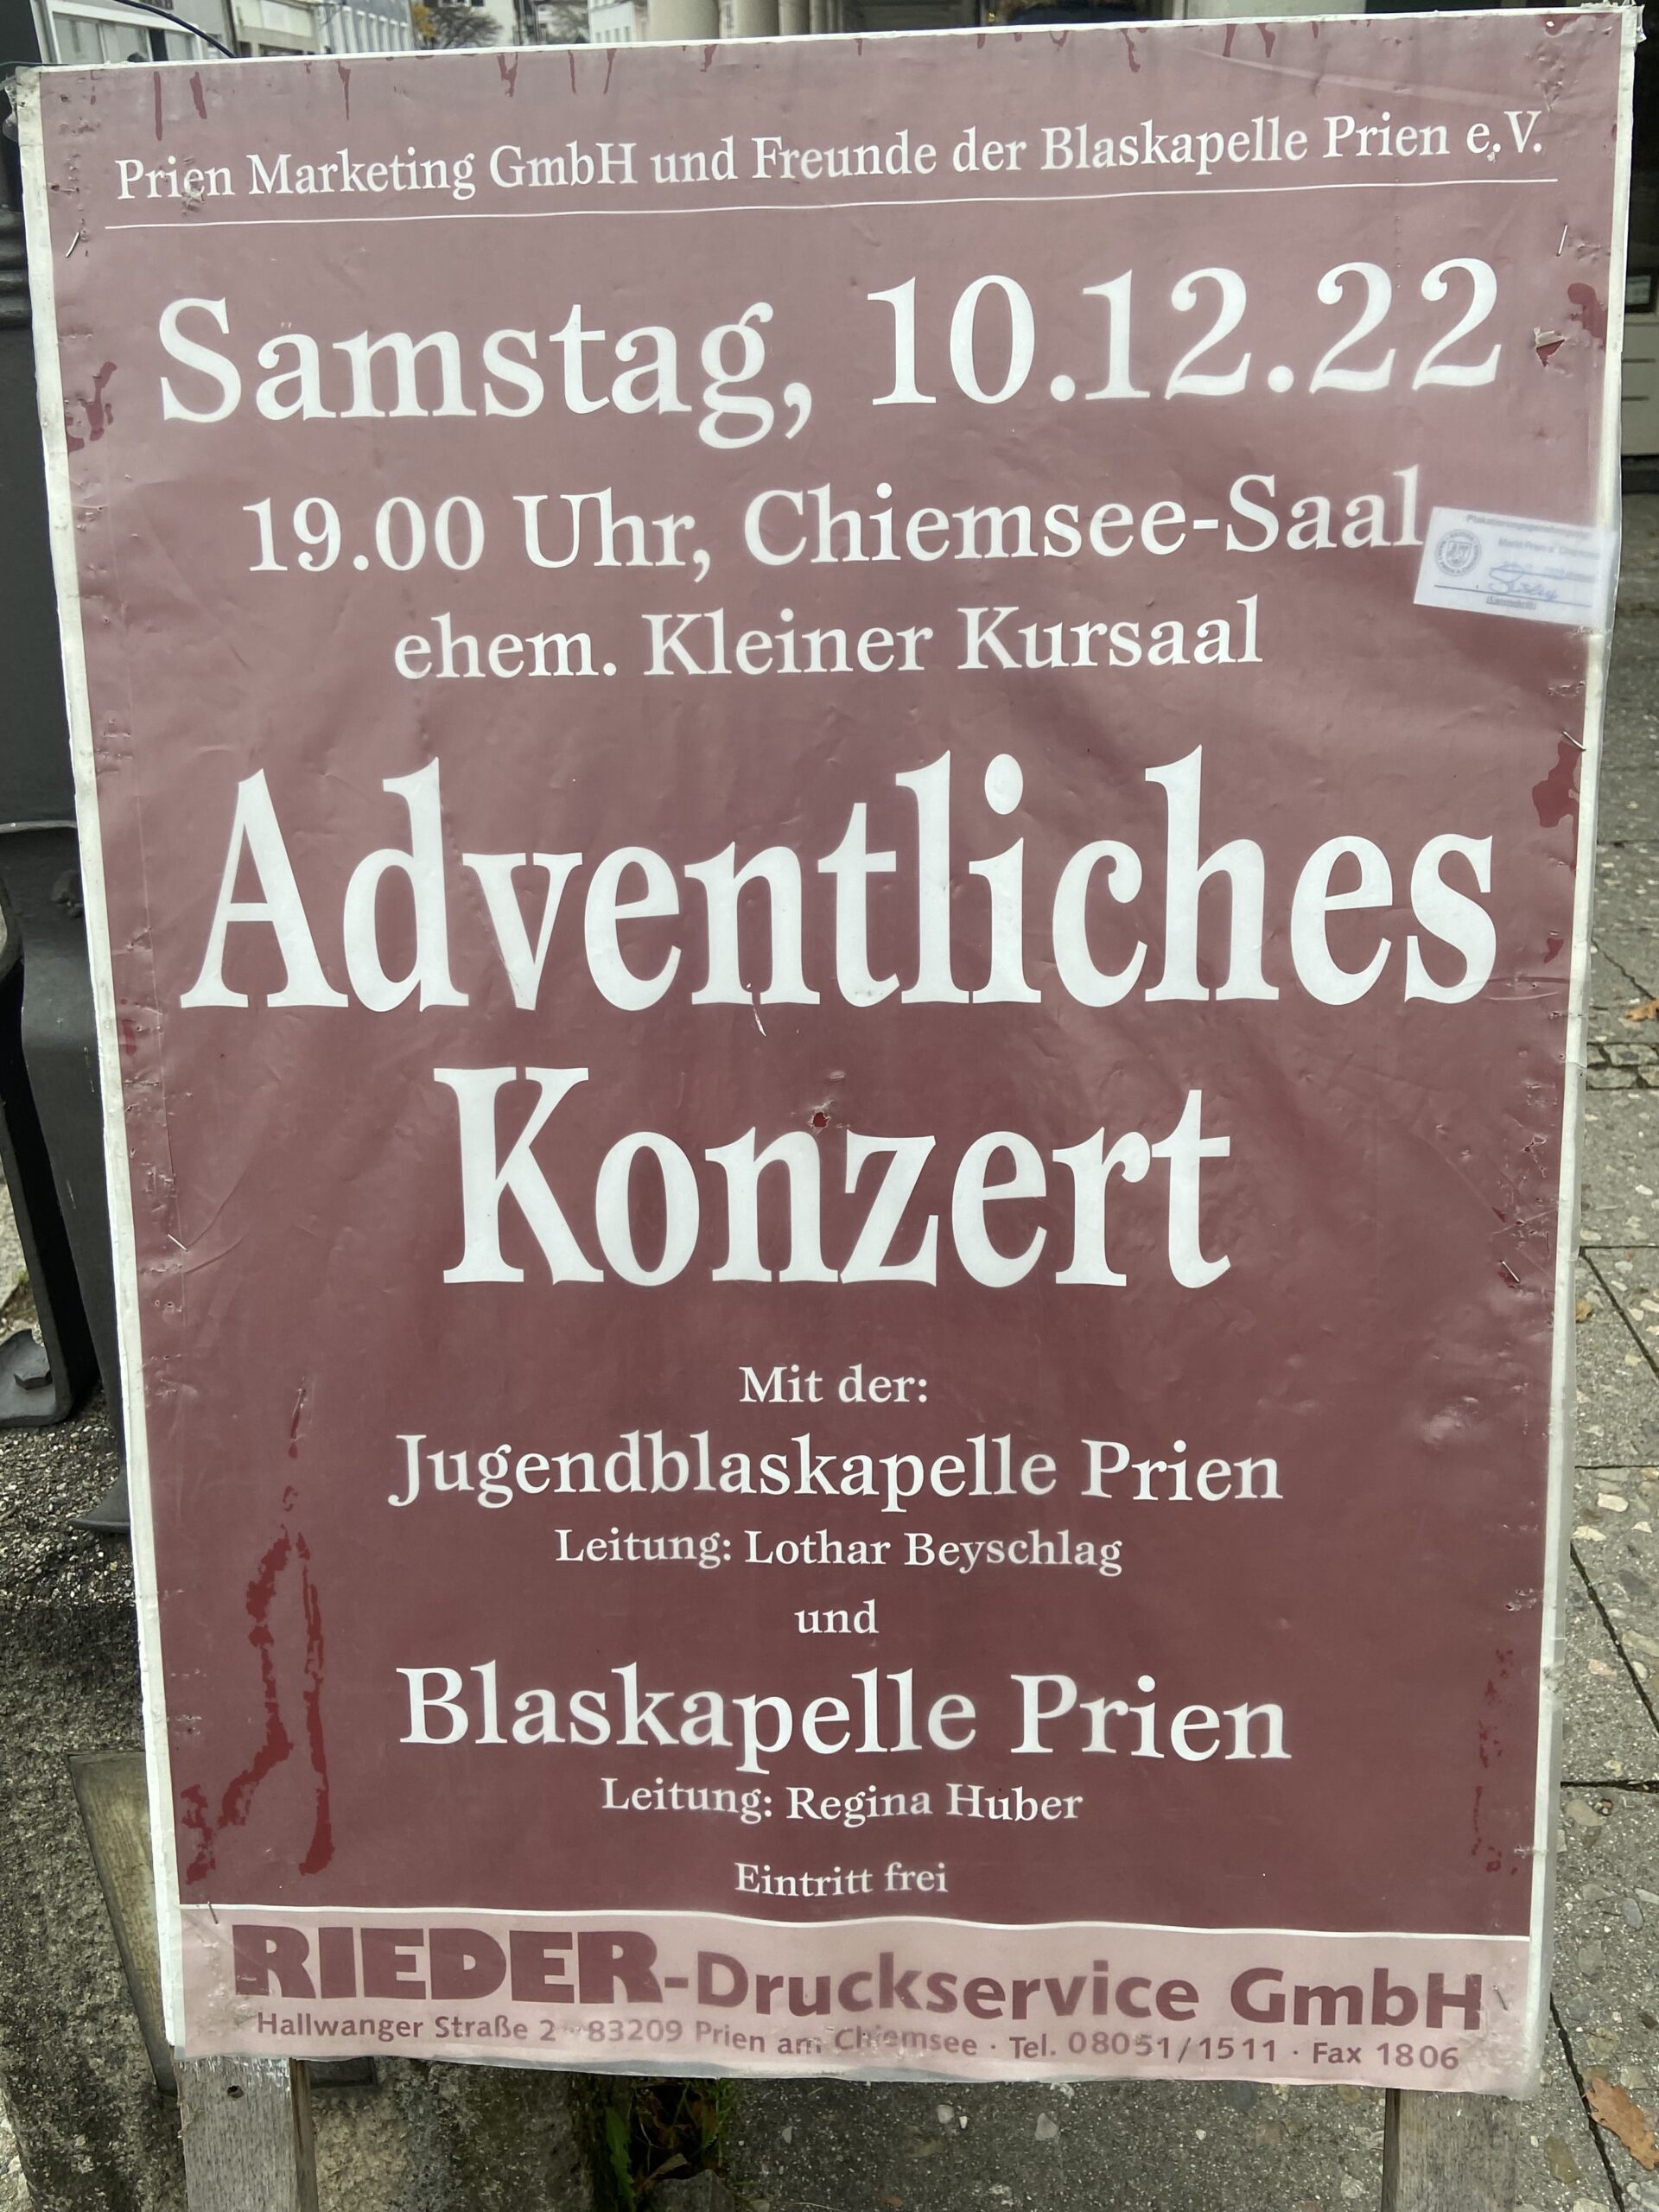 Prien Marketing GmbH und Freunde der Blaskapelle Prien e.V.
Samstag, 10.12.22
19.00 Uhr, Chiemsee-Saal
ehem. Kleiner Kursaal
Adventliches
Konzert
Mit der:
Jugendblaskapelle Prien
Leitung: Lothar Beyschlag
und
Blaskapelle Prien
Leitung: Regina Huber
Eintritt frei
RIEDER-Druckservice GmbH
Hallwanger Straße 2 · 83209 Prien am Chiemsee · Tel. 08051/1511 · Fax 1806